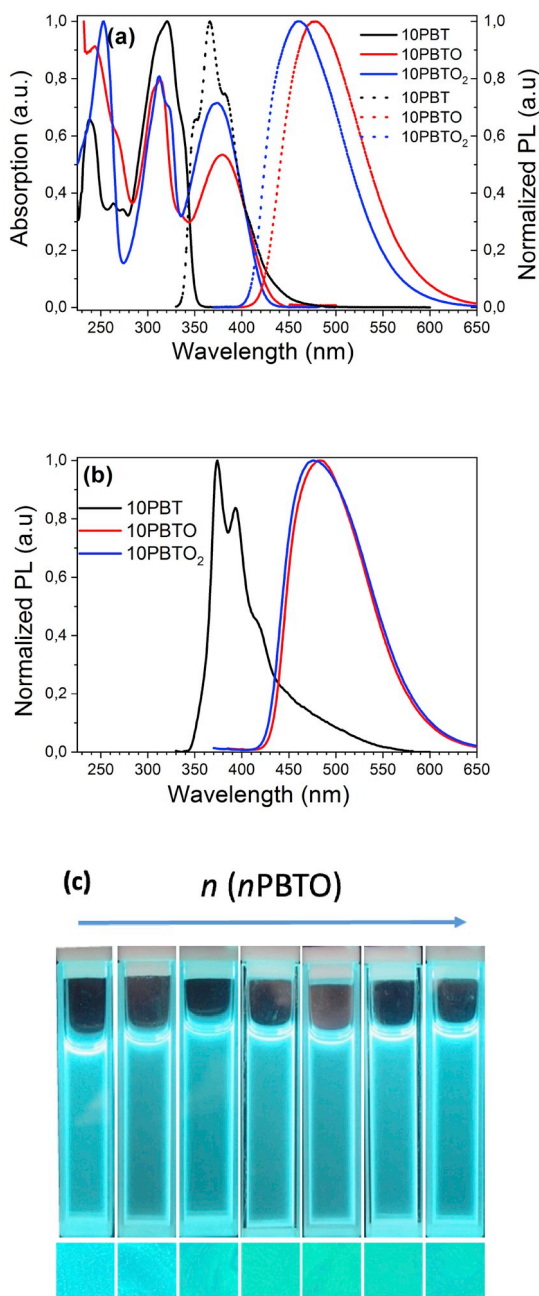 (a)
10PBT
10PBTO
10PBTO₂
10PBT
10PBTO
10PBTO₂
Absorption (a.u.)
1,0
0,8
0,6
0,4
0,2
0,0
Normalized PL (a.u)
1,0
0,8
0,6
0,4
0,2
0,0
250 300 350 400 450 500 550 600 650
Wavelength (nm)
(b)
10PBT
10PBTO
10PBTO₂
Normalized PL (a.u)
1,0
0,8
0,6
0,4
0,2
0,0
250 300 350 400 450 500 550 600 650
Wavelength (nm)
(c)
n (nPBTO)